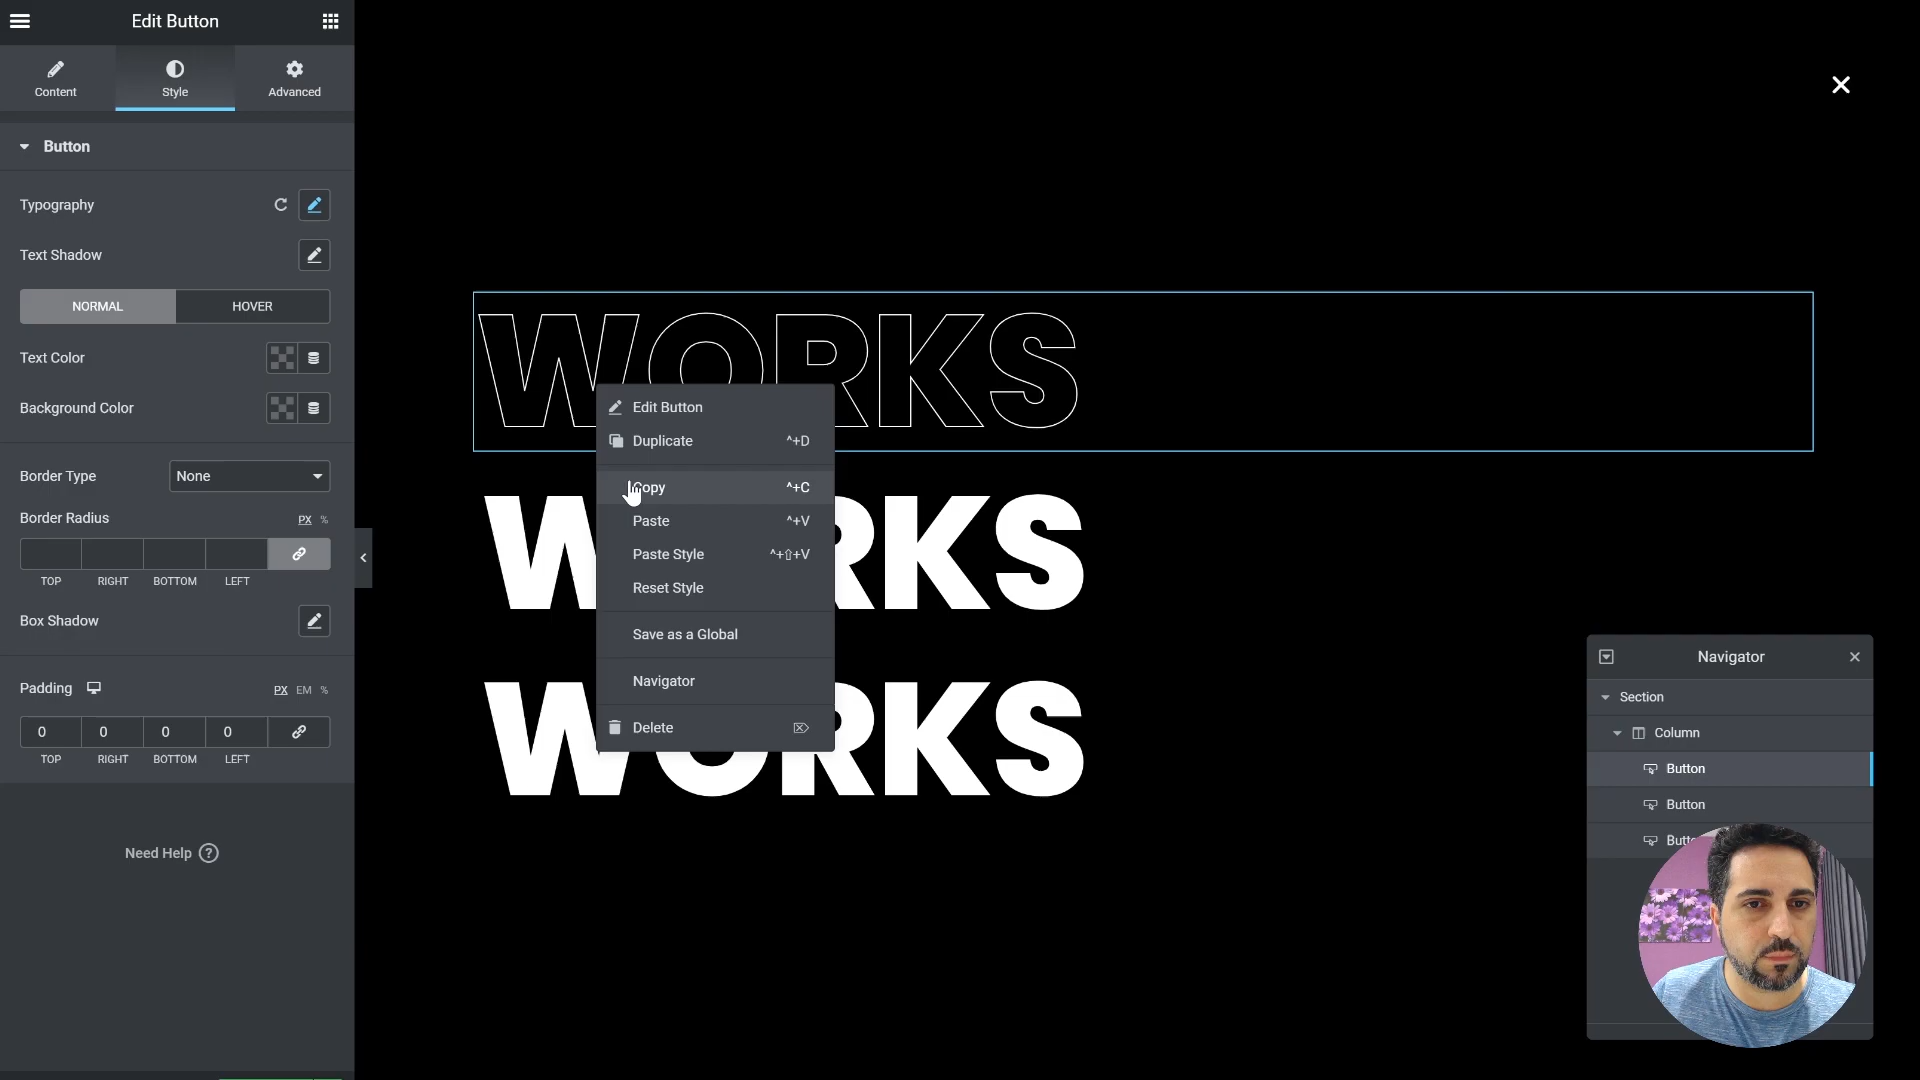 Edit Button
Content
Style
Advanced
Button
Typography
Text Shadow
NORMAL
HOVER
Text Color
Background Color
Border Type
None
Border Radius
PX %
TOP RIGHT BOTTOM LEFT
Box Shadow
Padding
PX EM %
0 0 0 0
TOP RIGHT BOTTOM LEFT
Need Help ?
WORKS
Edit Button
Duplicate ^+D
Copy ^+C
Paste ^+V
Paste Style ^+⇧+V
Reset Style
Save as a Global
Navigator
Delete ⌦
WORKS
WORKS
Navigator
Section
Column
Button
Button